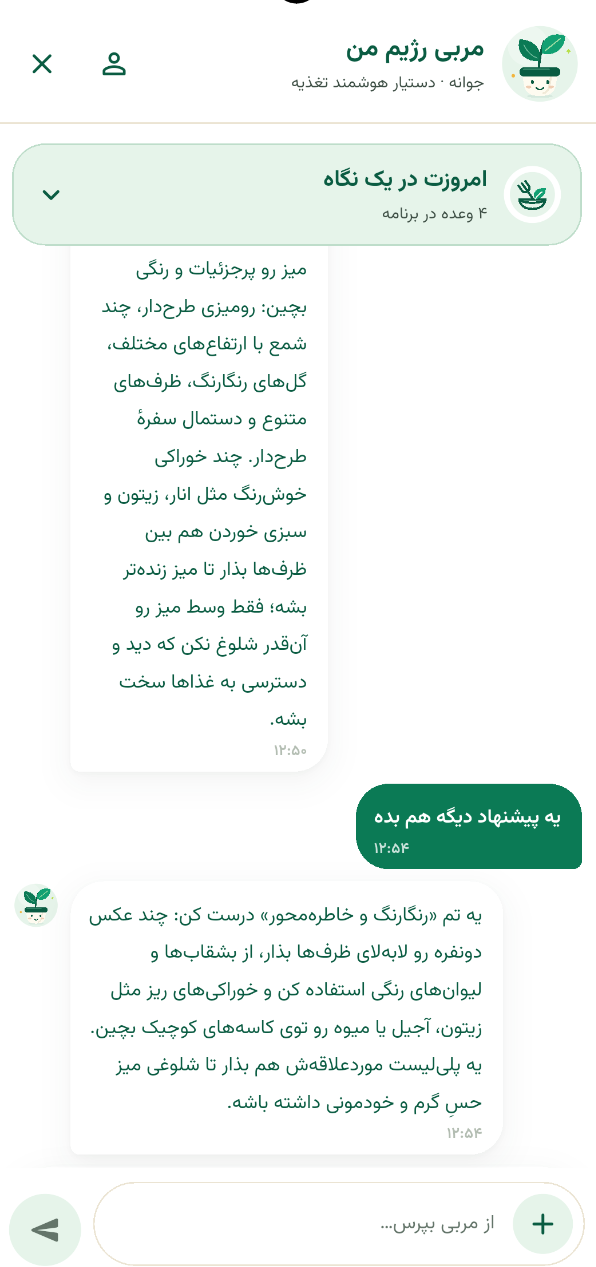 مربی رژیم من
جوانه · دستیار هوشمند تغذیه
امروزت در یک نگاه
۴ وعده در برنامه
میز رو پرجزئیات و رنگی
بچین: رومیزی طرح‌دار، چند
شمع با ارتفاع‌های مختلف،
گل‌های رنگارنگ، ظرف‌های
متنوع و دستمال سفرهٔ
طرح‌دار. چند خوراکی
خوش‌رنگ مثل انار، زیتون و
سبزی خوردن هم بین
ظرف‌ها بذار تا میز زنده‌تر
بشه؛ فقط وسط میز رو
آن‌قدر شلوغ نکن که دید و
دسترسی به غذاها سخت
بشه.
۱۲:۵۰
یه پیشنهاد دیگه هم بده
۱۲:۵۴
یه تم «رنگارنگ و خاطره‌محور» درست کن: چند عکس
دونفره رو لابه‌لای ظرف‌ها بذار، از بشقاب‌ها و
لیوان‌های رنگی استفاده کن و خوراکی‌های ریز مثل
زیتون، آجیل یا میوه رو توی کاسه‌های کوچیک بچین.
یه پلی‌لیست موردعلاقه‌ش هم بذار تا شلوغی میز
حسِ گرم و خودمونی داشته باشه.
۱۲:۵۴
از مربی بپرس...